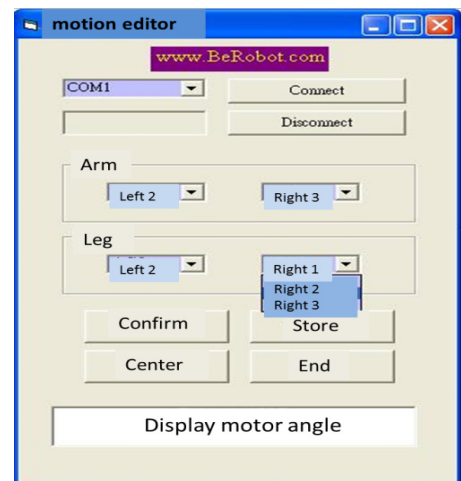 motion editor
www.BeRobot.com
COM1
Connect
Disconnect
Arm
Left 2
Right 3
Leg
Left 2
Right 1
Right 2
Right 3
Confirm
Store
Center
End
Display motor angle